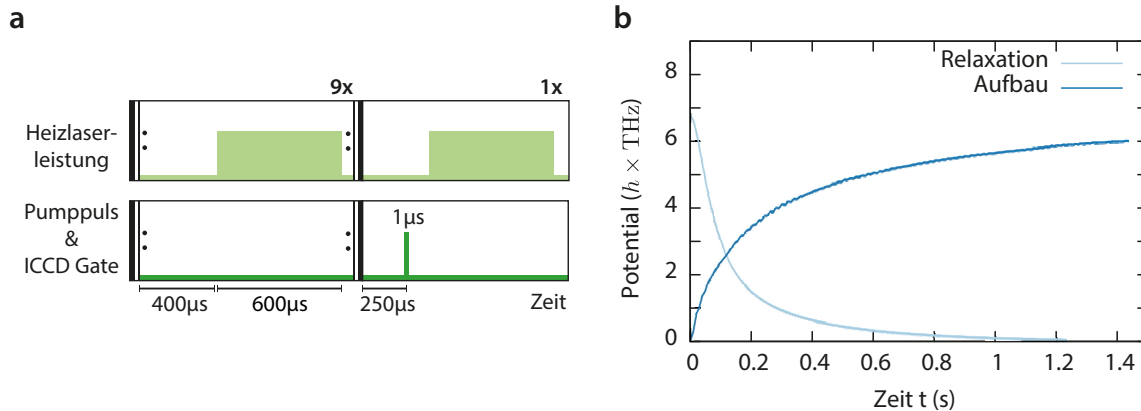 a
9x
1x
Heizlaser-
leistung
Pumppuls
&
ICCD Gate
1µs
400µs
600µs
250µs
Zeit
b
Relaxation
Aufbau
Potential (h × THz)
8
6
4
2
0
0
0.2
0.4
0.6
0.8
1
1.2
1.4
Zeit t (s)